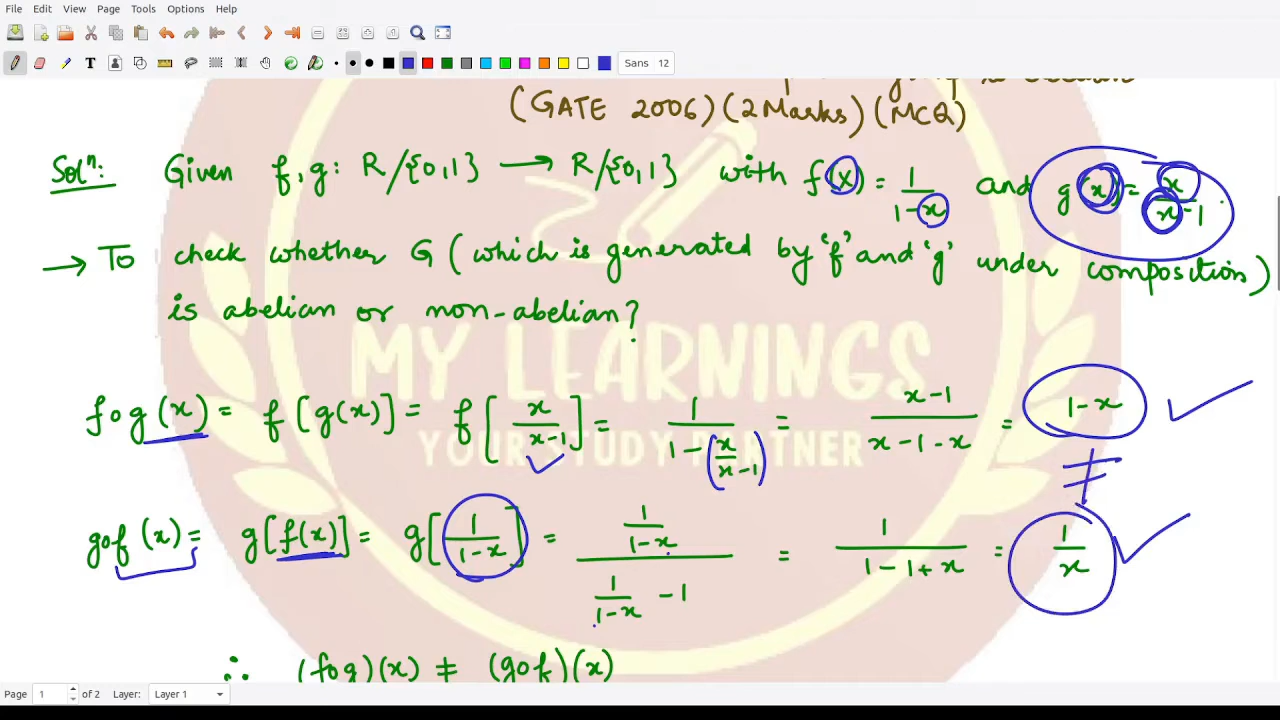 File Edit View Page Tools Options Help
Sans 12
(GATE 2006) (2 Marks) (MCQ)
Solⁿ: Given f, g: R/{0,1} → R/{0,1} with f(x) = 1/(1-x) and g(x) = x/(x-1).
→ To check whether G (which is generated by 'f' and 'g' under composition)
is abelian or non-abelian?
MY LEARNINGS
fog(x) = f[g(x)] = f[x/(x-1)] = 1/(1-(x/(x-1))) = (x-1)/(x-1-x) = 1-x ✓
YOUR STUDY PARTNER
≠
gof(x) = g[f(x)] = g[1/(1-x)] = (1/(1-x))/(1/(1-x) - 1) = 1/(1-1+x) = 1/x ✓
∴ (fog)(x) ≠ (gof)(x)
Page 1 of 2 Layer: Layer 1